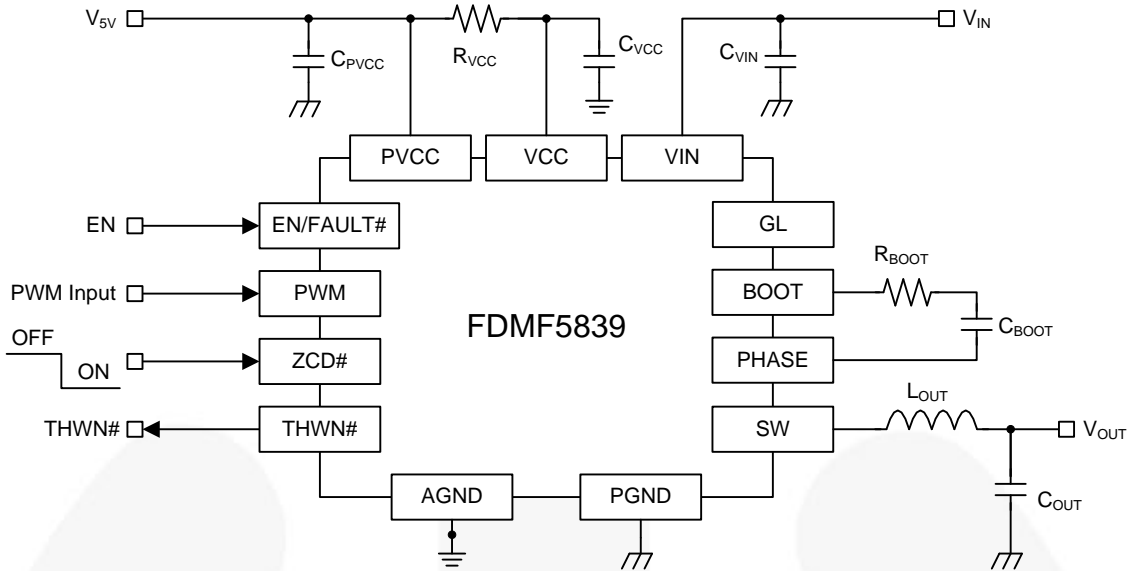 V5V
RVCC
CPVCC
CVCC
CVIN
VIN
PVCC
VCC
VIN
EN
EN/FAULT#
GL
PWM Input
PWM
BOOT
RBOOT
CBOOT
FDMF5839
OFF
ON
ZCD#
PHASE
THWN#
THWN#
SW
LOUT
VOUT
COUT
AGND
PGND